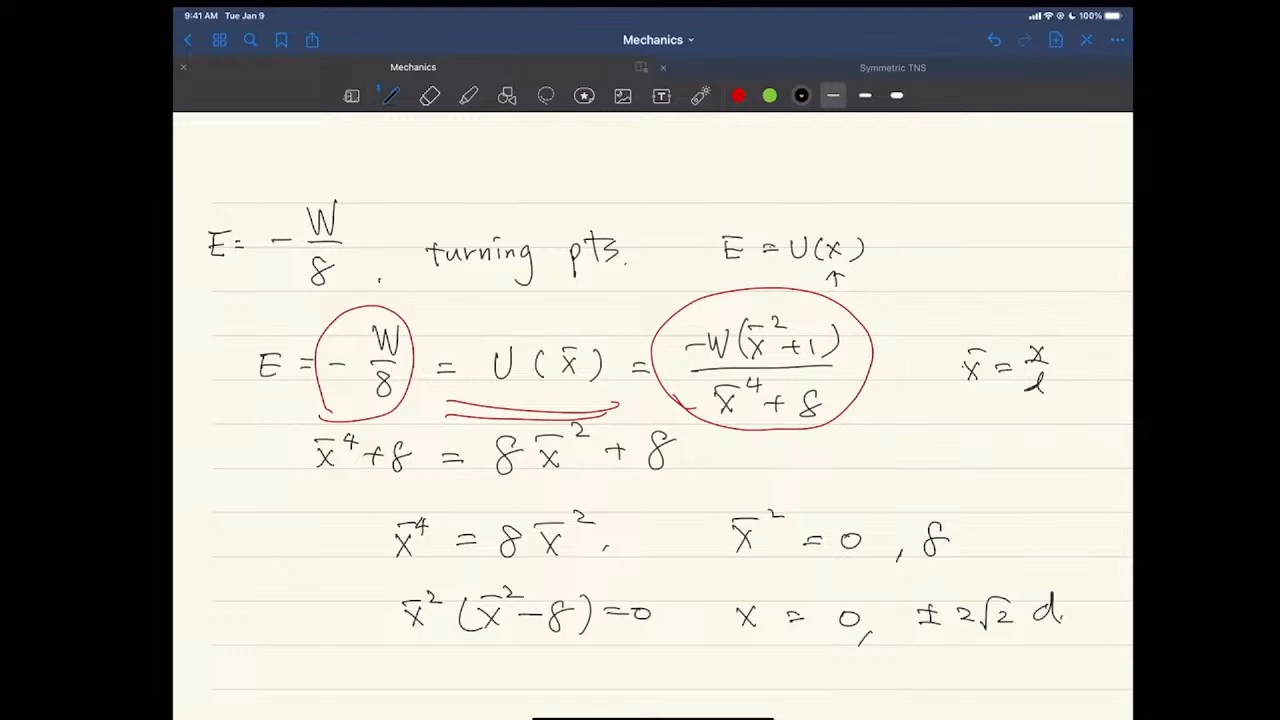 9:41 AM Tue Jan 9 100%
Mechanics
Mechanics Symmetric TNS
E = - W/8 . turning pts. E = U(x)
↑
E = - W/8 = U(x̄) = -W(x̄² + 1)/(x̄⁴ + 8) x̄ = x/d
x̄⁴ + 8 = 8x̄² + 8
x̄⁴ = 8x̄² . x̄² = 0 , 8
x̄² (x̄² - 8) = 0 x = 0, ± 2√2 d.